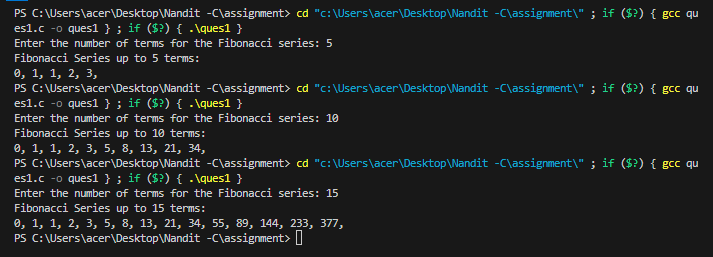 PS C:\Users\acer\Desktop\Nandit -C\assignment> cd "c:\Users\acer\Desktop\Nandit -C\assignment\" ; if ($?) { gcc qu
es1.c -o ques1 } ; if ($?) { .\ques1 }
Enter the number of terms for the Fibonacci series: 5
Fibonacci Series up to 5 terms:
0, 1, 1, 2, 3,
PS C:\Users\acer\Desktop\Nandit -C\assignment> cd "c:\Users\acer\Desktop\Nandit -C\assignment\" ; if ($?) { gcc qu
es1.c -o ques1 } ; if ($?) { .\ques1 }
Enter the number of terms for the Fibonacci series: 10
Fibonacci Series up to 10 terms:
0, 1, 1, 2, 3, 5, 8, 13, 21, 34,
PS C:\Users\acer\Desktop\Nandit -C\assignment> cd "c:\Users\acer\Desktop\Nandit -C\assignment\" ; if ($?) { gcc qu
es1.c -o ques1 } ; if ($?) { .\ques1 }
Enter the number of terms for the Fibonacci series: 15
Fibonacci Series up to 15 terms:
0, 1, 1, 2, 3, 5, 8, 13, 21, 34, 55, 89, 144, 233, 377,
PS C:\Users\acer\Desktop\Nandit -C\assignment>